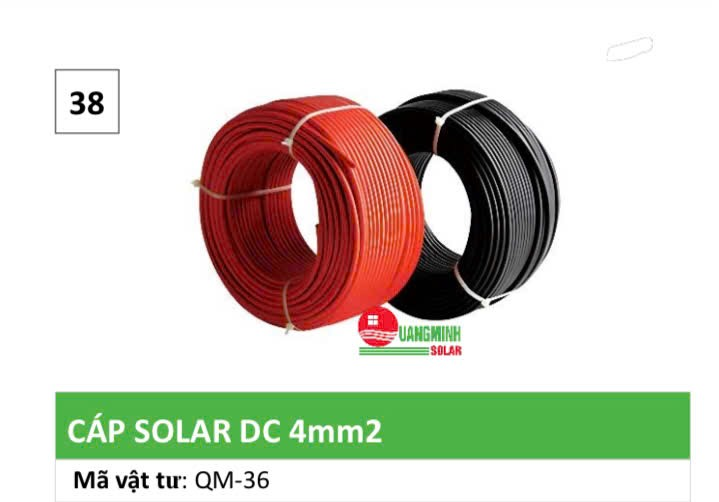 38
UANGMINH
SOLAR
CÁP SOLAR DC 4mm2
Mã vật tư: QM-36